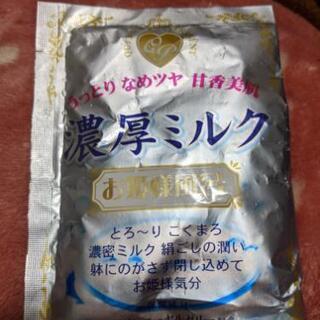 うっとり なめツヤ 甘香美肌
濃厚ミルク
お姫様
とろ～り こくまろ
濃密ミルク 絹ごしの潤い
躰にのがさず閉じ込めて
お姫様気分